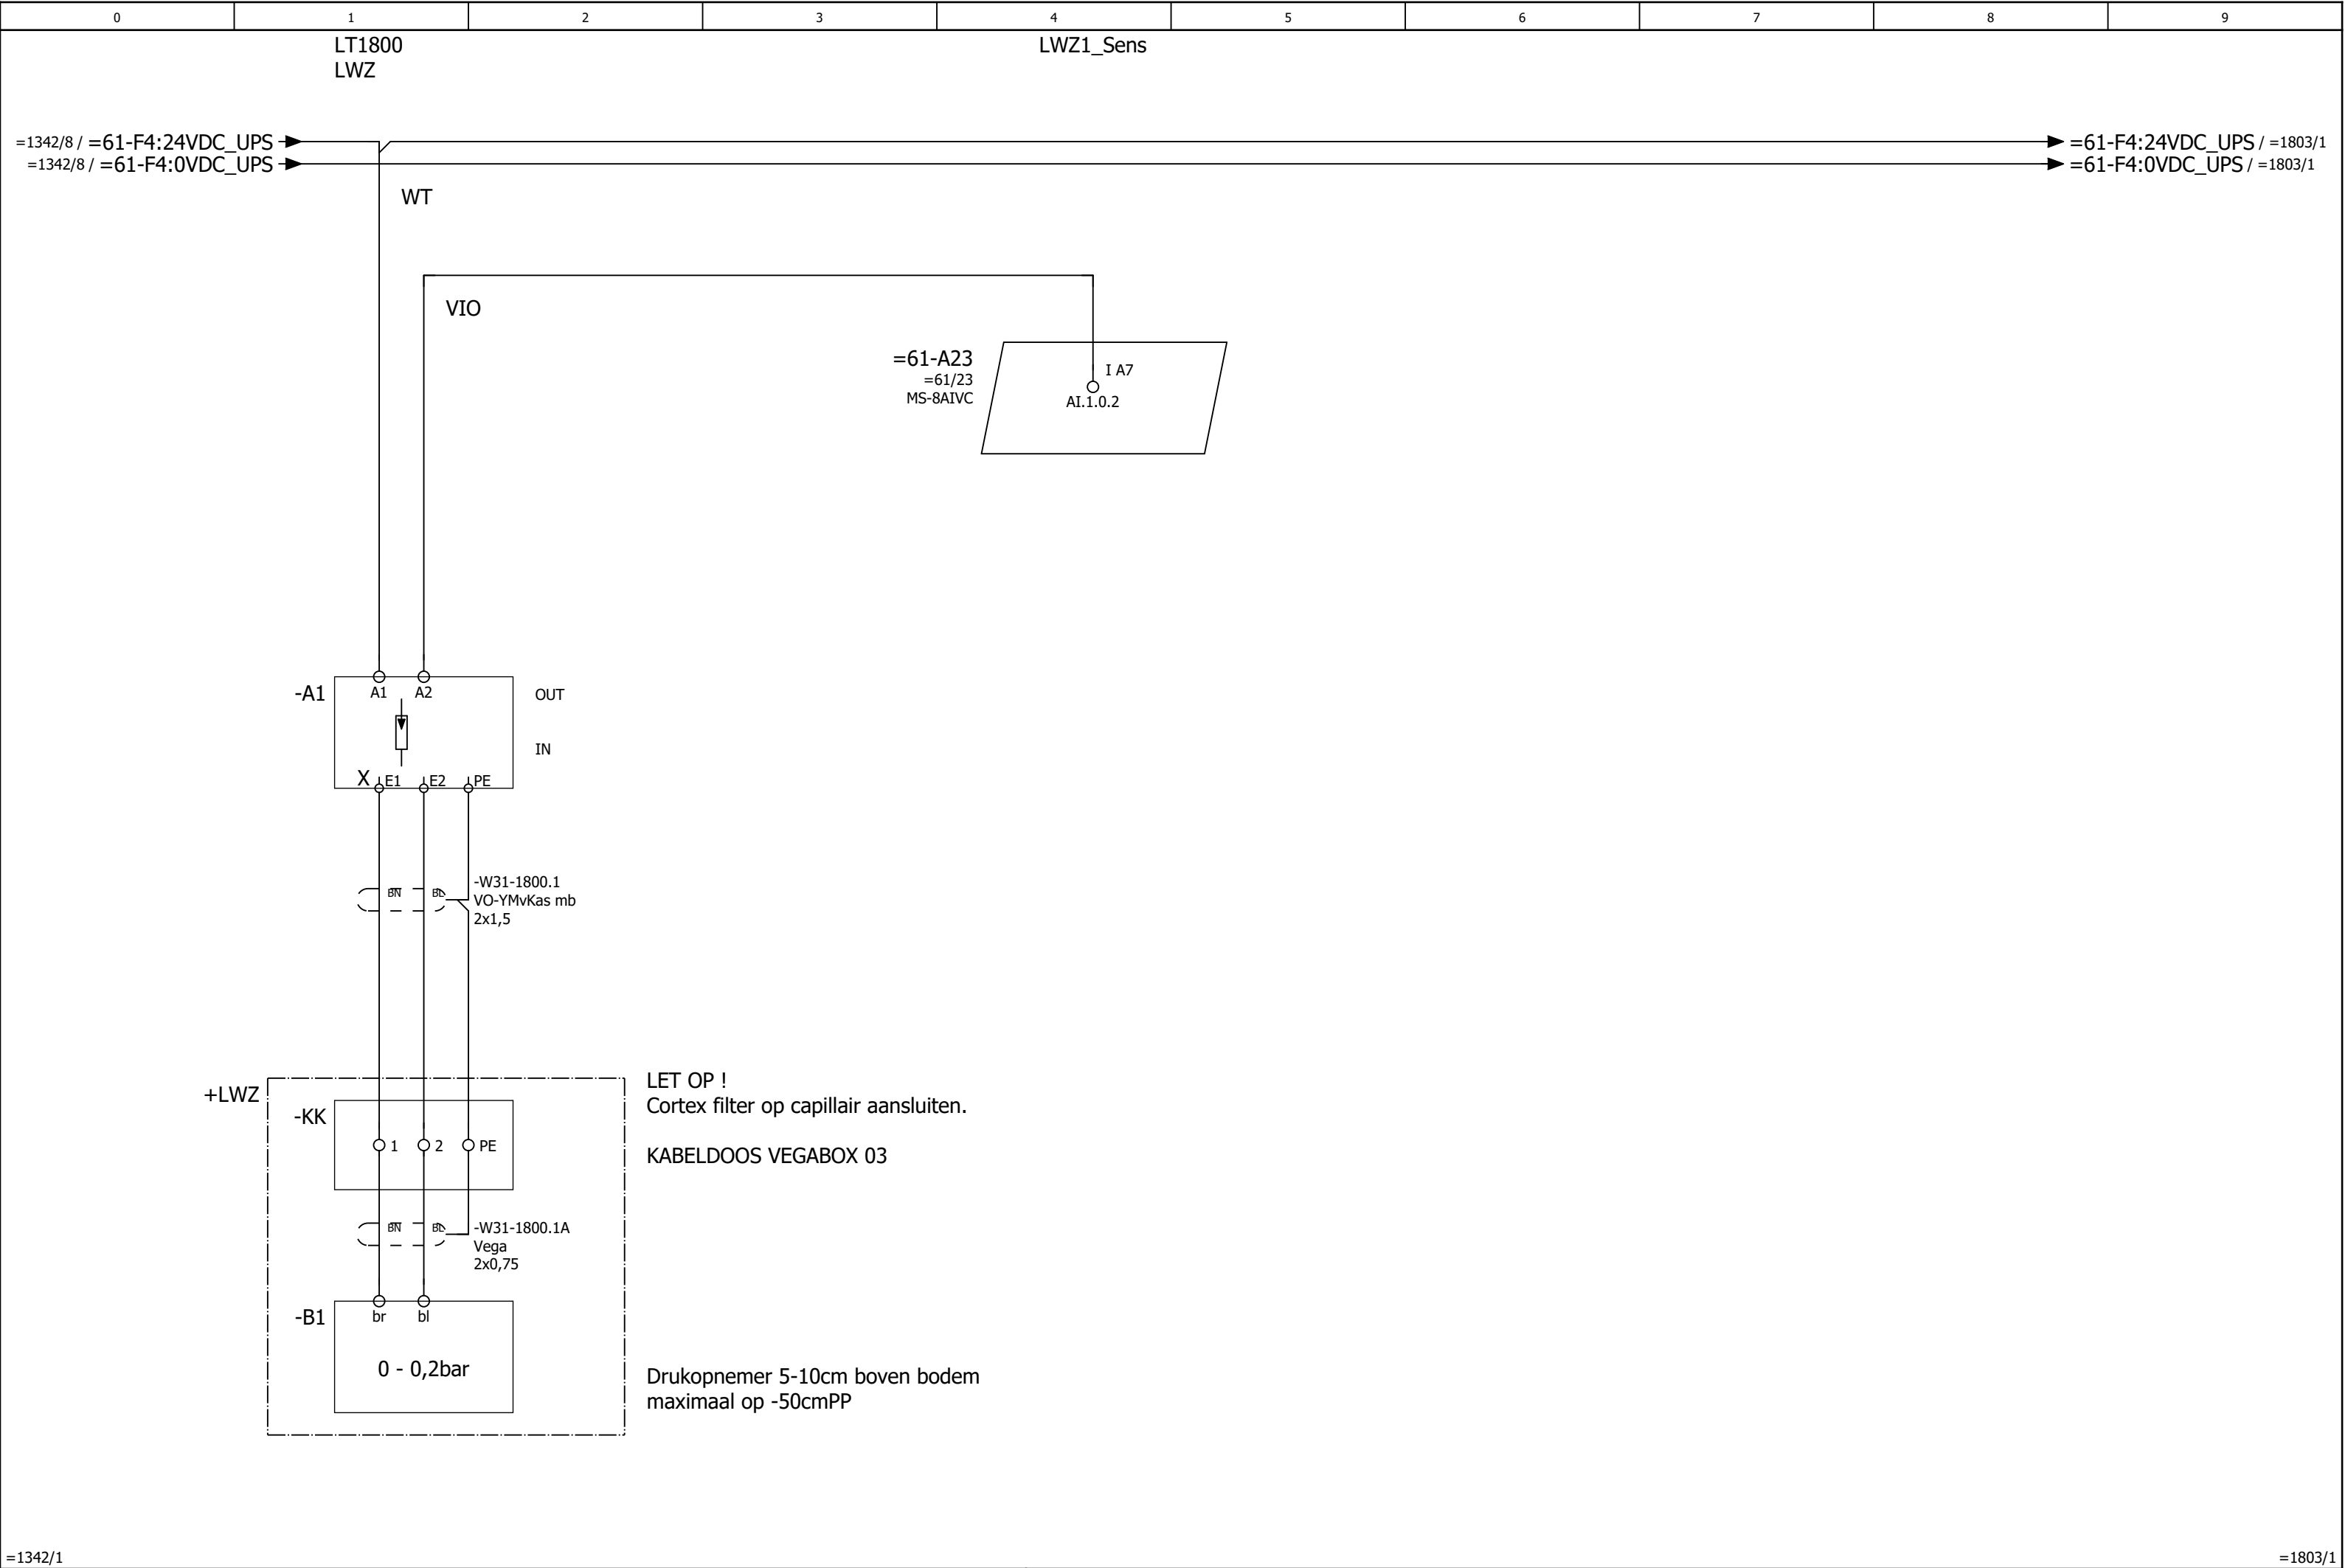 0 1 2 3 4 5 6 7 8 9
LT1800
LWZ
LWZ1_Sens
=1342/8 / =61-F4:24VDC_UPS
=1342/8 / =61-F4:0VDC_UPS
=61-F4:24VDC_UPS / =1803/1
=61-F4:0VDC_UPS / =1803/1
WT
VIO
=61-A23
=61/23
MS-8AIVC
I A7
AI.1.0.2
-A1
A1 A2
OUT
IN
X E1 E2 PE
BN BL
-W31-1800.1
VO-YMvKas mb
2x1,5
+LWZ
-KK
1 2 PE
LET OP !
Cortex filter op capillair aansluiten.
KABELDOOS VEGABOX 03
BN BL
-W31-1800.1A
Vega
2x0,75
-B1
br bl
0 - 0,2bar
Drukopnemer 5-10cm boven bodem
maximaal op -50cmPP
=1342/1
=1803/1